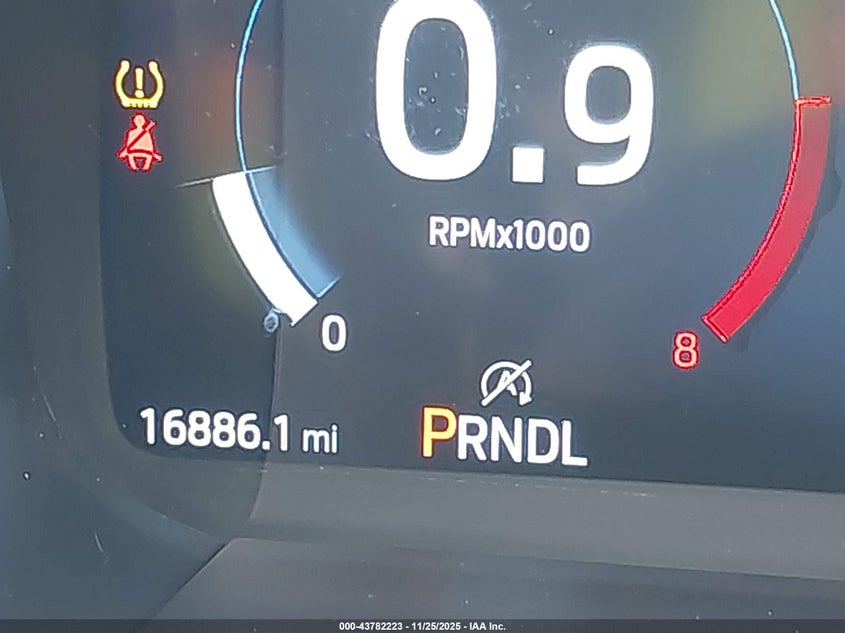 0.9
RPMx1000
0
8
16886.1 mi
PRNDL
000-43782223 - 11/25/2025 - IAA Inc.